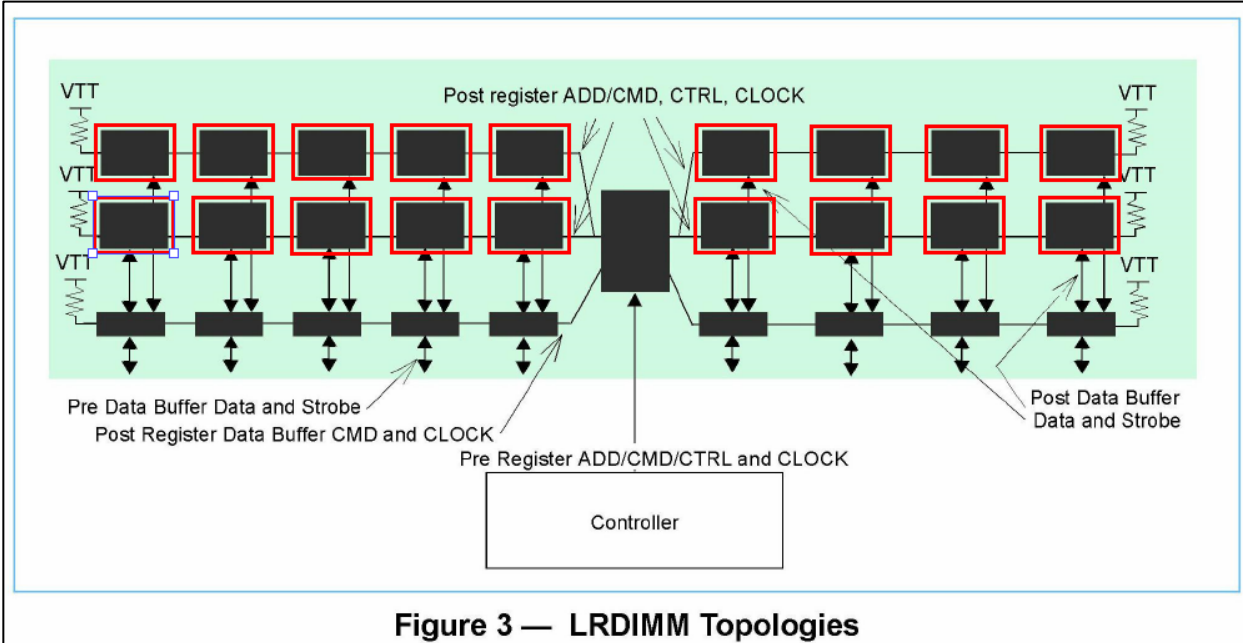 Post register ADD/CMD, CTRL, CLOCK
VTT
VTT
VTT
VTT
VTT
VTT
Pre Data Buffer Data and Strobe
Post Register Data Buffer CMD and CLOCK
Post Data Buffer
Data and Strobe
Pre Register ADD/CMD/CTRL and CLOCK
Controller
Figure 3 — LRDIMM Topologies